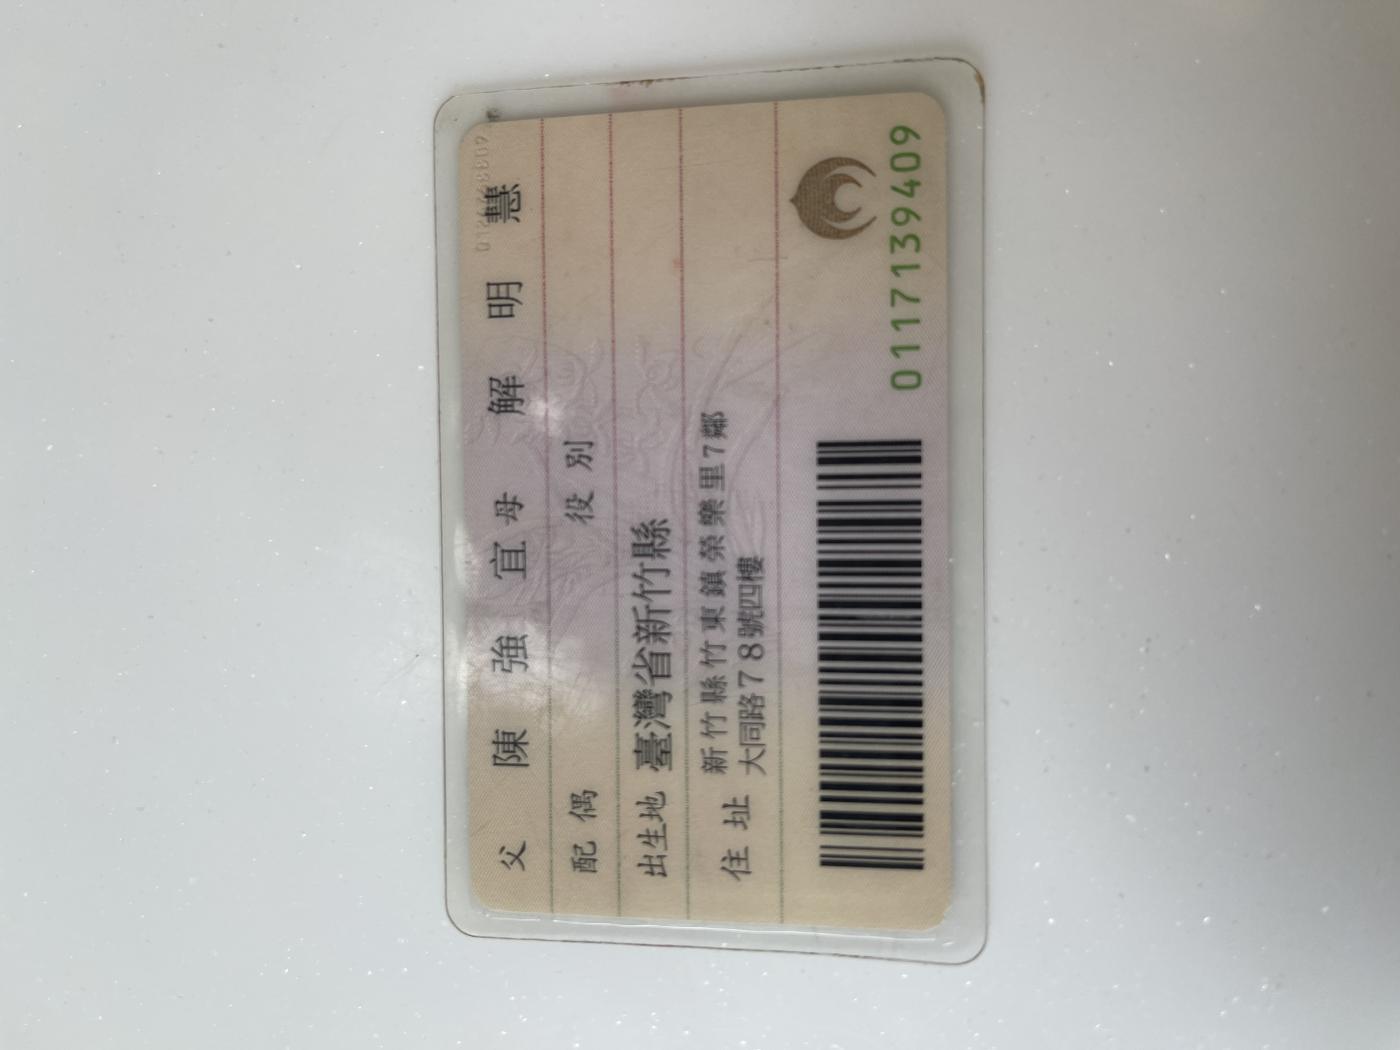 父 陳強宜 母 解明慧
配偶 役別
出生地 臺灣省新竹縣
住址 新竹縣竹東鎮榮樂里7鄰
大同路78號四樓
0117139409